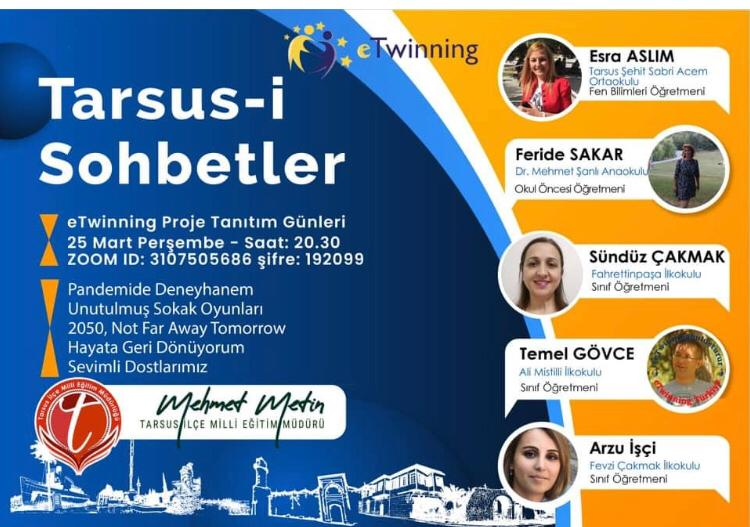 eTwinning
Tarsus-i
Sohbetler
eTwinning Proje Tanıtım Günleri
25 Mart Perşembe - Saat: 20.30
ZOOM ID: 3107505686 şifre: 192099
Pandemide Deneyhanem
Unutulmuş Sokak Oyunları
2050, Not Far Away Tomorrow
Hayata Geri Dönüyorum
Sevimli Dostlarımız
Tarsus İlçe Milli Eğitim Müdürlüğü
Mehmet Metin
TARSUS İLÇE MİLLİ EĞİTİM MÜDÜRÜ
Esra ASLIM
Tarsus Şehit Sabri Acem
Ortaokulu
Fen Bilimleri Öğretmeni
Feride SAKAR
Dr. Mehmet Şanlı Anaokulu
Okul Öncesi Öğretmeni
Sündüz ÇAKMAK
Fahrettinpaşa İlkokulu
Sınıf Öğretmeni
Temel GÖVCE
Ali Mistilli İlkokulu
Sınıf Öğretmeni
eTwinning Türkiye
Arzu İşçi
Fevzi Çakmak İlkokulu
Sınıf Öğretmeni